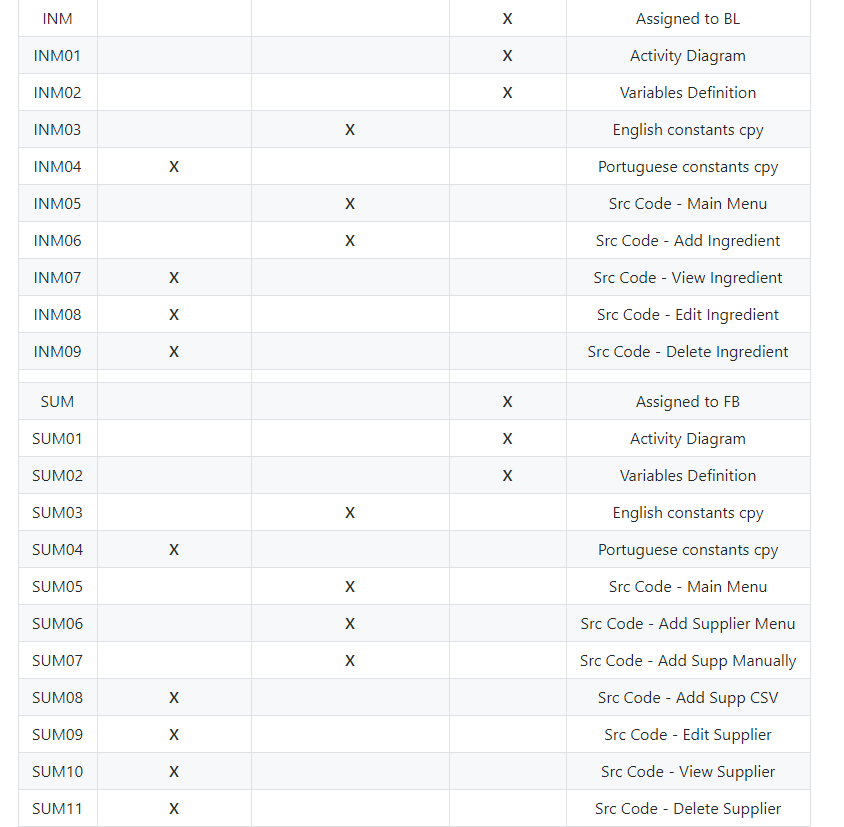 INM X Assigned to BL
INM01 X Activity Diagram
INM02 X Variables Definition
INM03 X English constants cpy
INM04 X Portuguese constants cpy
INM05 X Src Code - Main Menu
INM06 X Src Code - Add Ingredient
INM07 X Src Code - View Ingredient
INM08 X Src Code - Edit Ingredient
INM09 X Src Code - Delete Ingredient
SUM X Assigned to FB
SUM01 X Activity Diagram
SUM02 X Variables Definition
SUM03 X English constants cpy
SUM04 X Portuguese constants cpy
SUM05 X Src Code - Main Menu
SUM06 X Src Code - Add Supplier Menu
SUM07 X Src Code - Add Supp Manually
SUM08 X Src Code - Add Supp CSV
SUM09 X Src Code - Edit Supplier
SUM10 X Src Code - View Supplier
SUM11 X Src Code - Delete Supplier